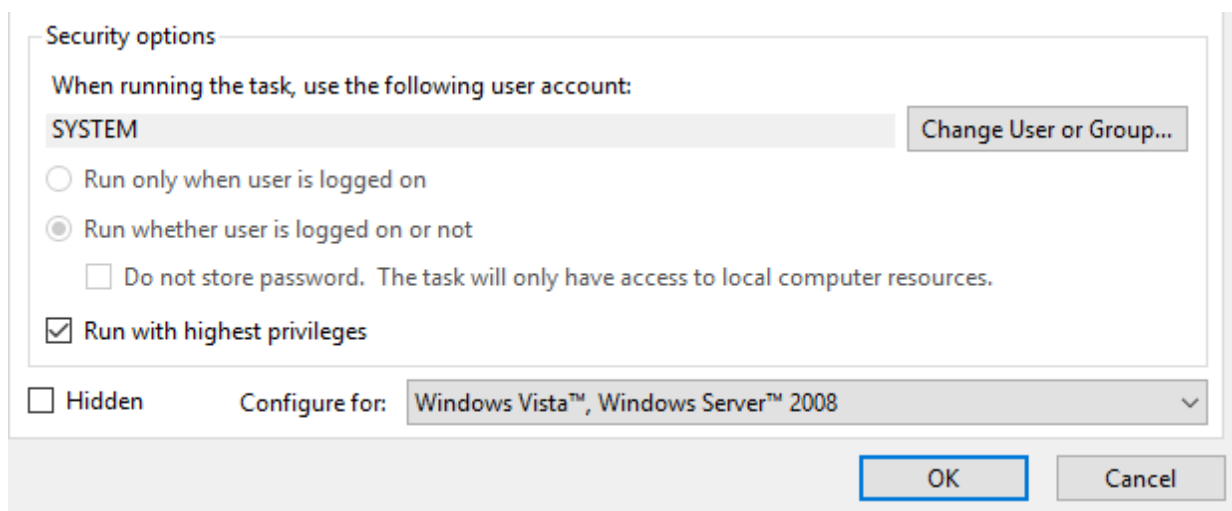 Security options
When running the task, use the following user account:
SYSTEM
Change User or Group...
Run only when user is logged on
Run whether user is logged on or not
Do not store password.  The task will only have access to local computer resources.
Run with highest privileges
Hidden
Configure for:
Windows Vista™, Windows Server™ 2008
OK
Cancel